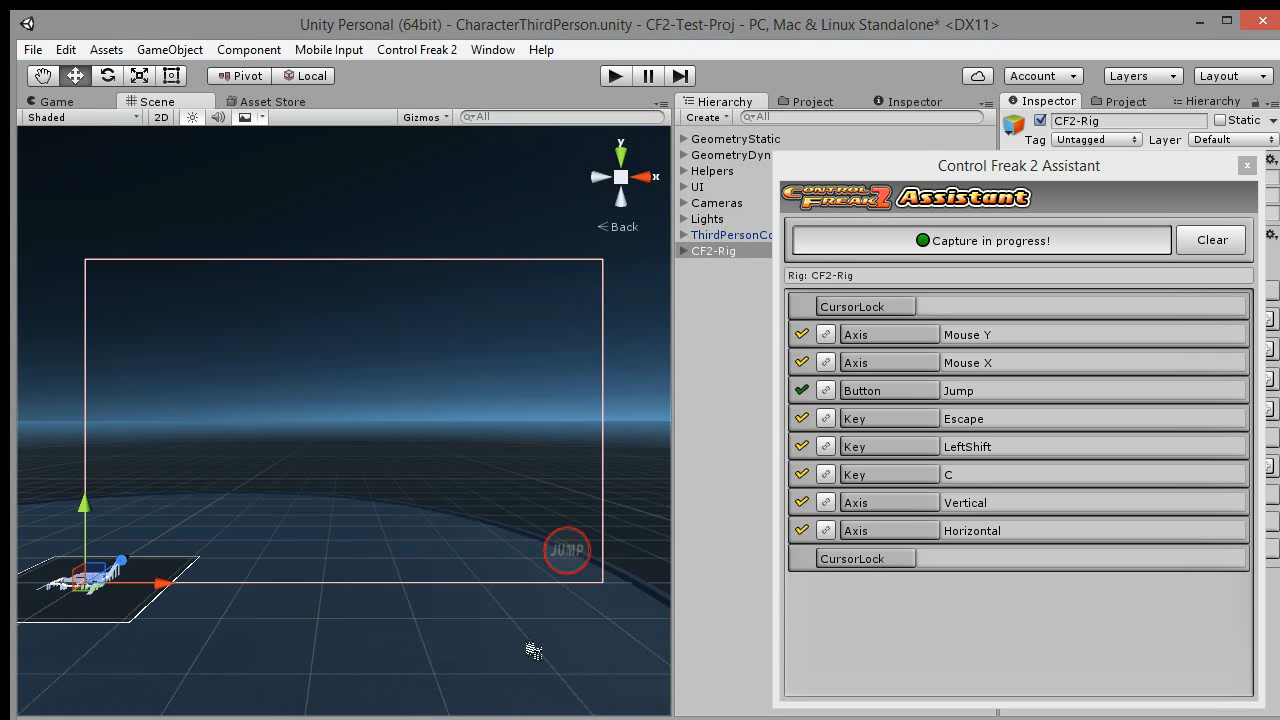 Unity Personal (64bit) - CharacterThirdPerson.unity - CF2-Test-Proj - PC, Mac & Linux Standalone* <DX11>
File Edit Assets GameObject Component Mobile Input Control Freak 2 Window Help
Pivot Local Account Layers Layout
Game Scene Asset Store Hierarchy Project Inspector Inspector Project Hierarchy
Shaded 2D Gizmos All Create All CF2-Rig Static
Tag Untagged Layer Default
GeometryStatic
GeometryDyn
Helpers
UI
Cameras
Lights
ThirdPersonCo
CF2-Rig
y
x
Back
JUMP
Control Freak 2 Assistant
Control Freak 2 Assistant
Capture in progress! Clear
Rig: CF2-Rig
CursorLock
Axis Mouse Y
Axis Mouse X
Button Jump
Key Escape
Key LeftShift
Key C
Axis Vertical
Axis Horizontal
CursorLock